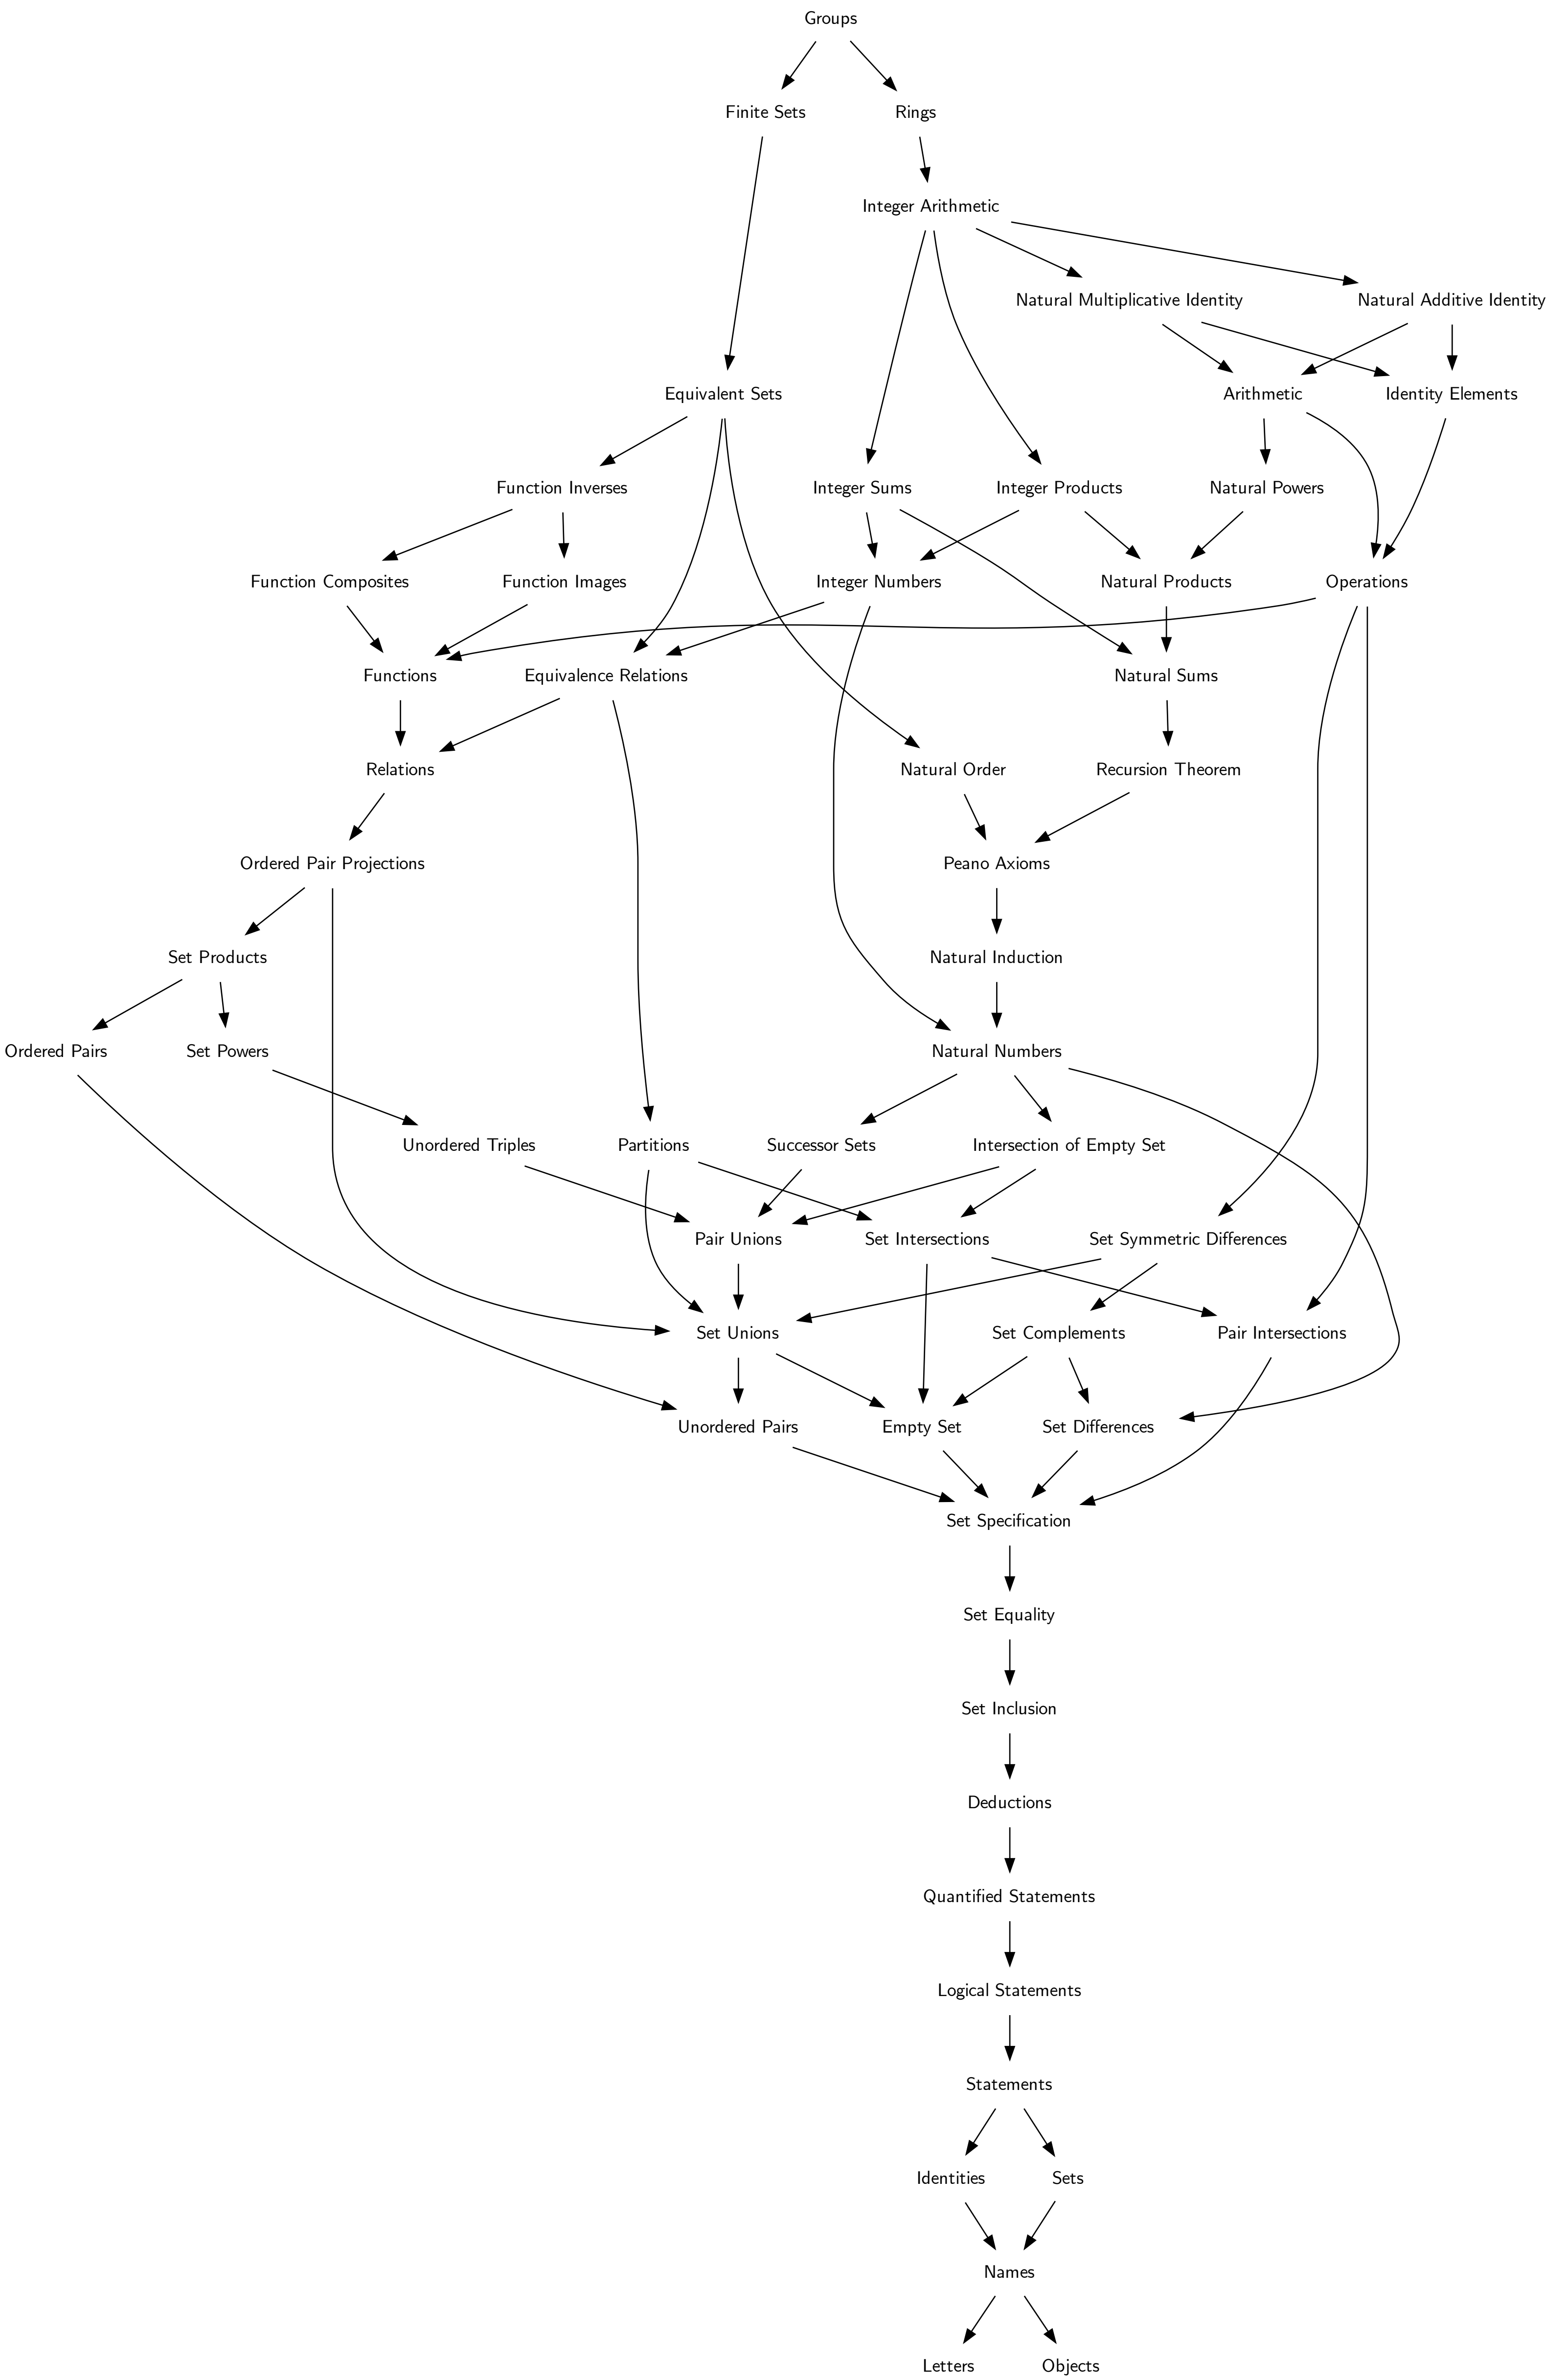 Groups
Finite Sets
Rings
Integer Arithmetic
Natural Multiplicative Identity
Natural Additive Identity
Equivalent Sets
Arithmetic
Identity Elements
Function Inverses
Integer Sums
Integer Products
Natural Powers
Function Composites
Function Images
Integer Numbers
Natural Products
Operations
Functions
Equivalence Relations
Natural Sums
Relations
Natural Order
Recursion Theorem
Ordered Pair Projections
Peano Axioms
Set Products
Natural Induction
Ordered Pairs
Set Powers
Natural Numbers
Unordered Triples
Partitions
Successor Sets
Intersection of Empty Set
Pair Unions
Set Intersections
Set Symmetric Differences
Set Unions
Set Complements
Pair Intersections
Unordered Pairs
Empty Set
Set Differences
Set Specification
Set Equality
Set Inclusion
Deductions
Quantified Statements
Logical Statements
Statements
Identities
Sets
Names
Letters
Objects